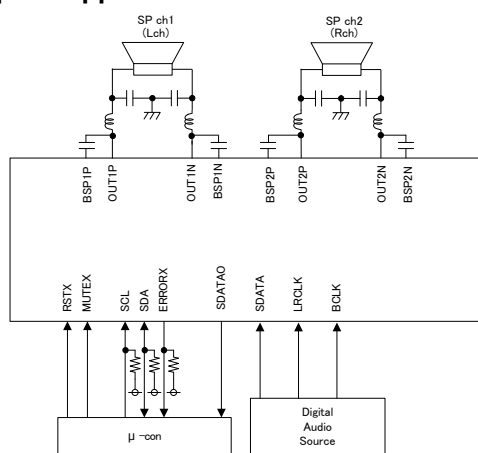 SP ch1
(Lch)
SP ch2
(Rch)
BSP1P
OUT1P
OUT1N
BSP1N
BSP2P
OUT2P
OUT2N
BSP2N
RSTX
MUTEX
SCL
SDA
ERRORX
SDATAO
SDATA
LRCLK
BCLK
μ-con
Digital
Audio
Source